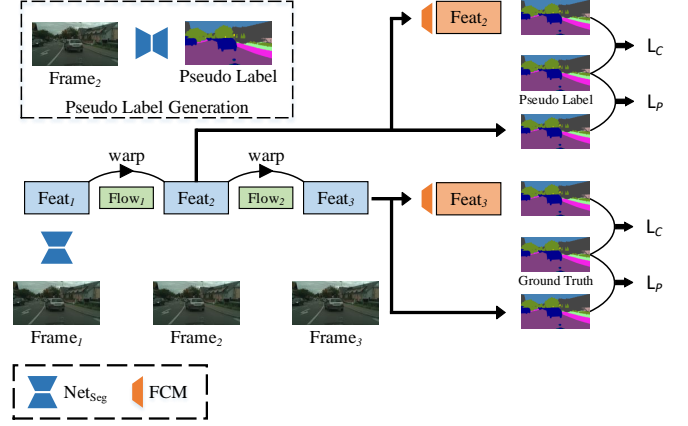 Feat2
LC
Frame2
Pseudo Label
Pseudo Label Generation
Pseudo Label
LP
warp
warp
Feat1
Flow1
Feat2
Flow2
Feat3
Feat3
LC
Ground Truth
LP
Frame1
Frame2
Frame3
NetSeg
FCM